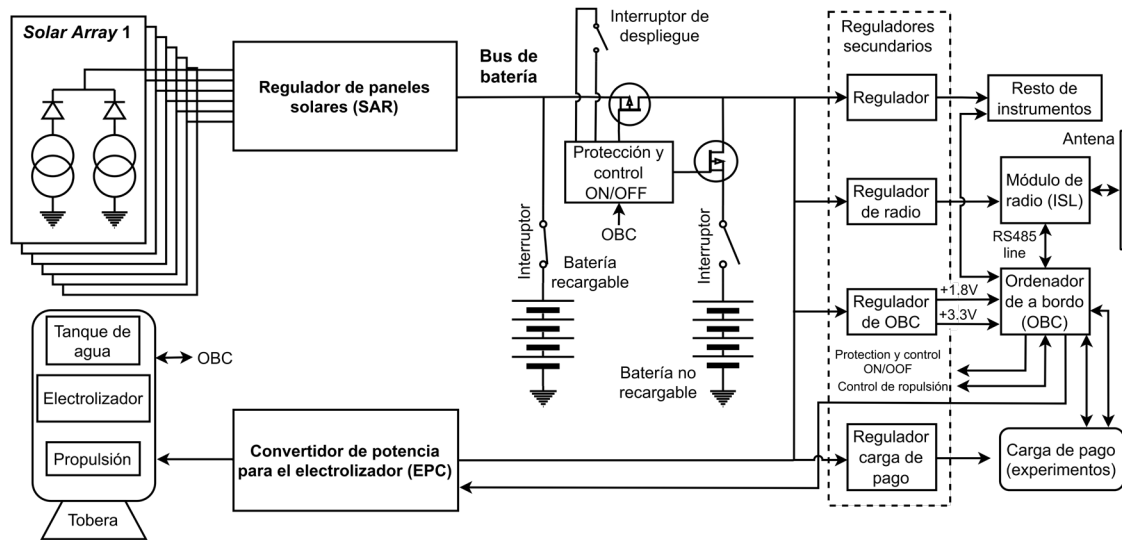 Solar Array 1
Regulador de paneles
solares (SAR)
Bus de
batería
Interruptor de
despliegue
Protección y
control
ON/OFF
OBC
Interruptor
Batería
recargable
Interruptor
Batería no
recargable
Reguladores
secundarios
Regulador
Resto de
instrumentos
Antena
Regulador
de radio
Módulo de
radio (ISL)
RS485
line
Regulador
de OBC
+1.8V
+3.3V
Ordenador
de a bordo
(OBC)
Protection y control
ON/OOF
Control de ropulsión
Regulador
carga de
pago
Carga de pago
(experimentos)
Tanque de
agua
OBC
Electrolizador
Propulsión
Tobera
Convertidor de potencia
para el electrolizador (EPC)